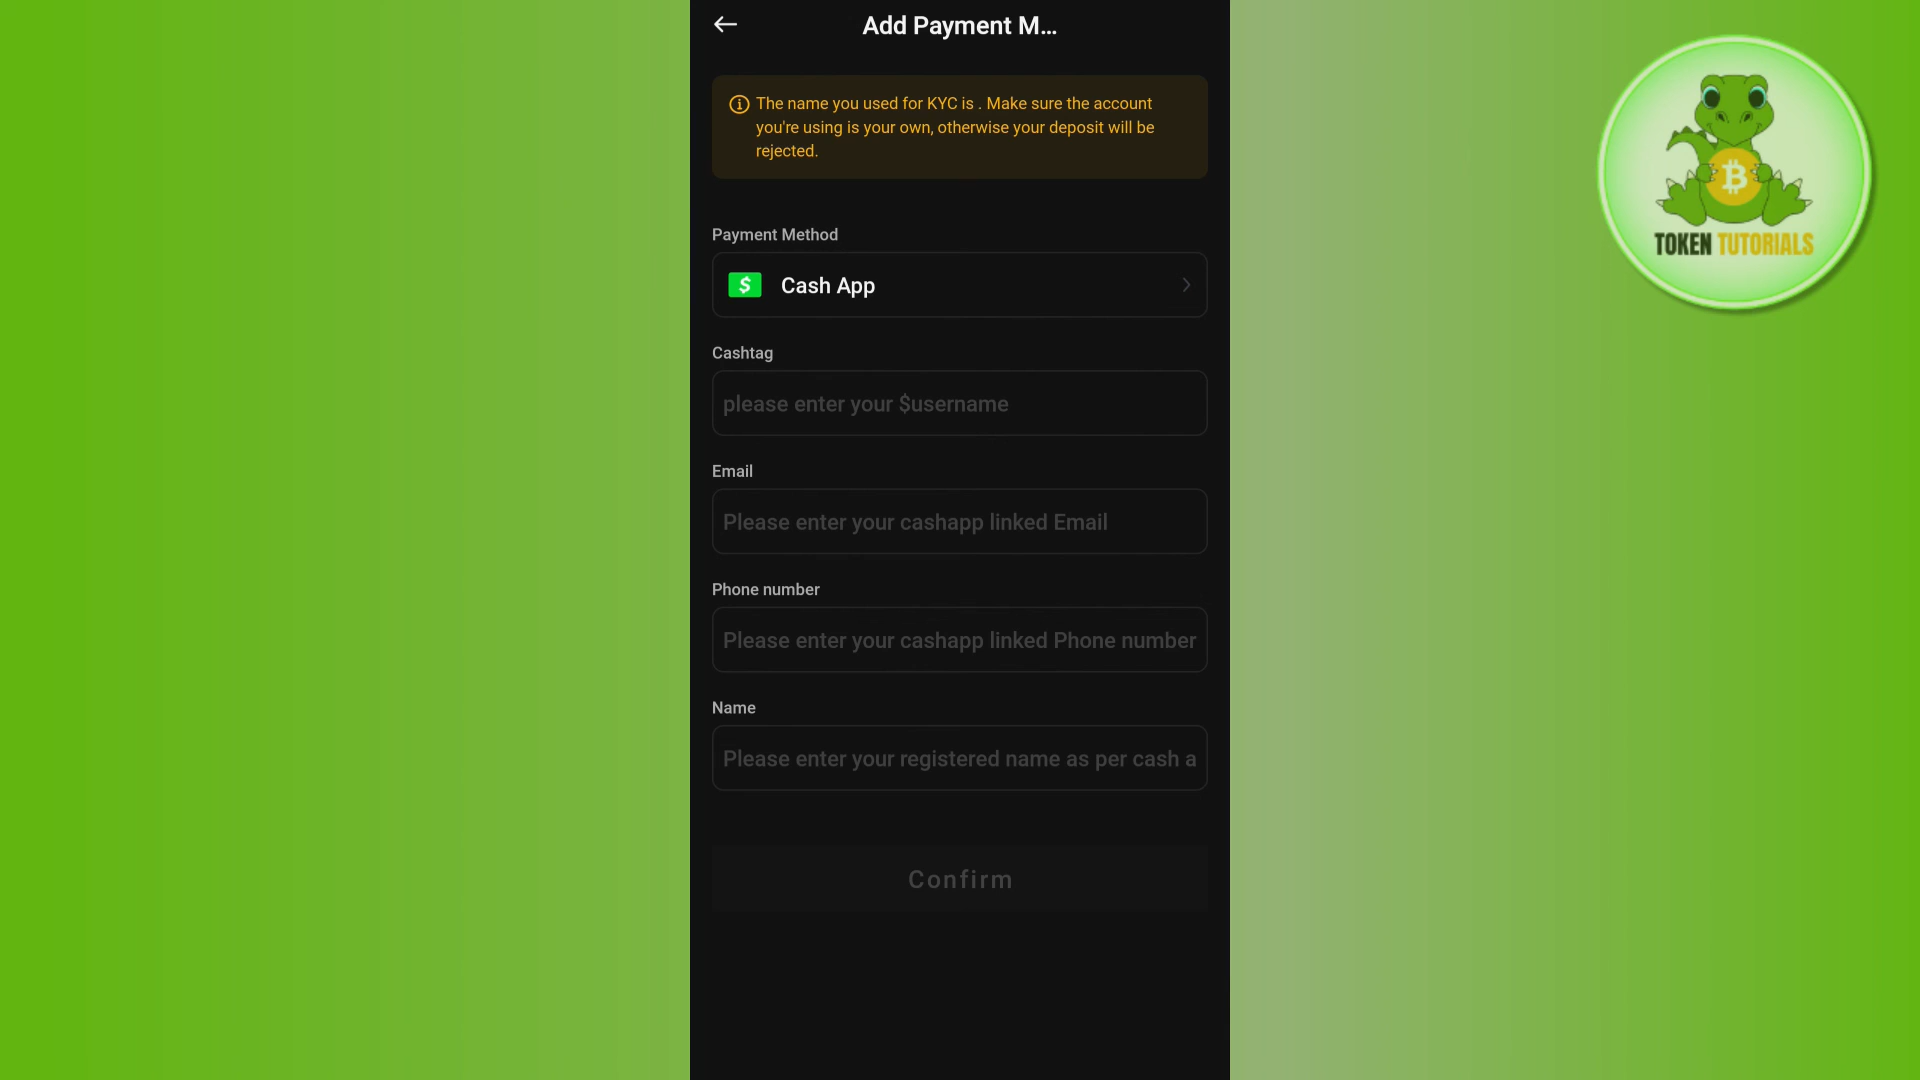 Add Payment M...
The name you used for KYC is . Make sure the account
you're using is your own, otherwise your deposit will be
rejected.
Payment Method
Cash App
Cashtag
please enter your $username
Email
Please enter your cashapp linked Email
Phone number
Please enter your cashapp linked Phone number
Name
Please enter your registered name as per cash a
Confirm
TOKEN TUTORIALS